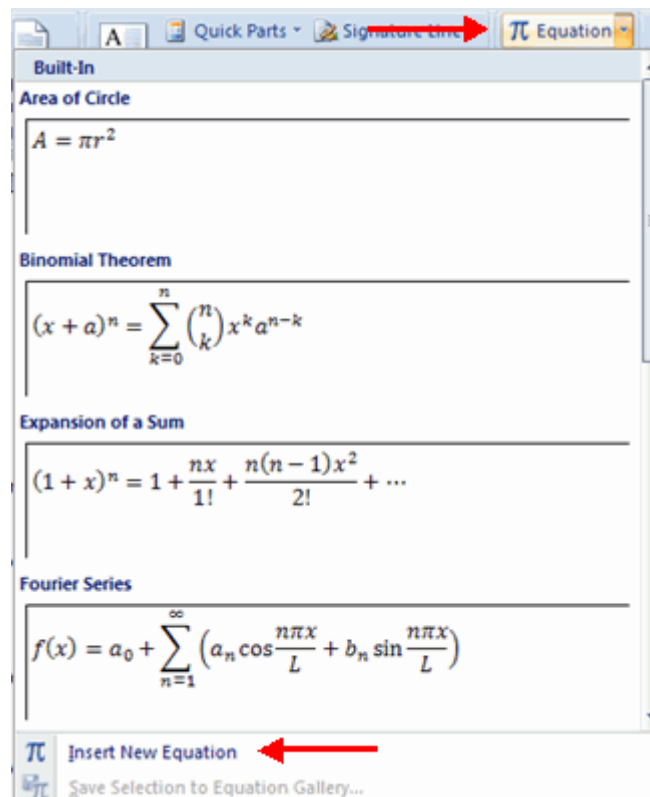 A Quick Parts Signature Line π Equation
Built-In
Area of Circle
A = πr²
Binomial Theorem
(x + a)ⁿ = ∑ₖ₌₀ⁿ (n k) xᵏaⁿ⁻ᵏ
Expansion of a Sum
(1 + x)ⁿ = 1 + nx/1! + n(n − 1)x²/2! + ⋯
Fourier Series
f(x) = a₀ + ∑ₙ₌₁^∞ (aₙ cos nπx/L + bₙ sin nπx/L)
π Insert New Equation
π Save Selection to Equation Gallery...